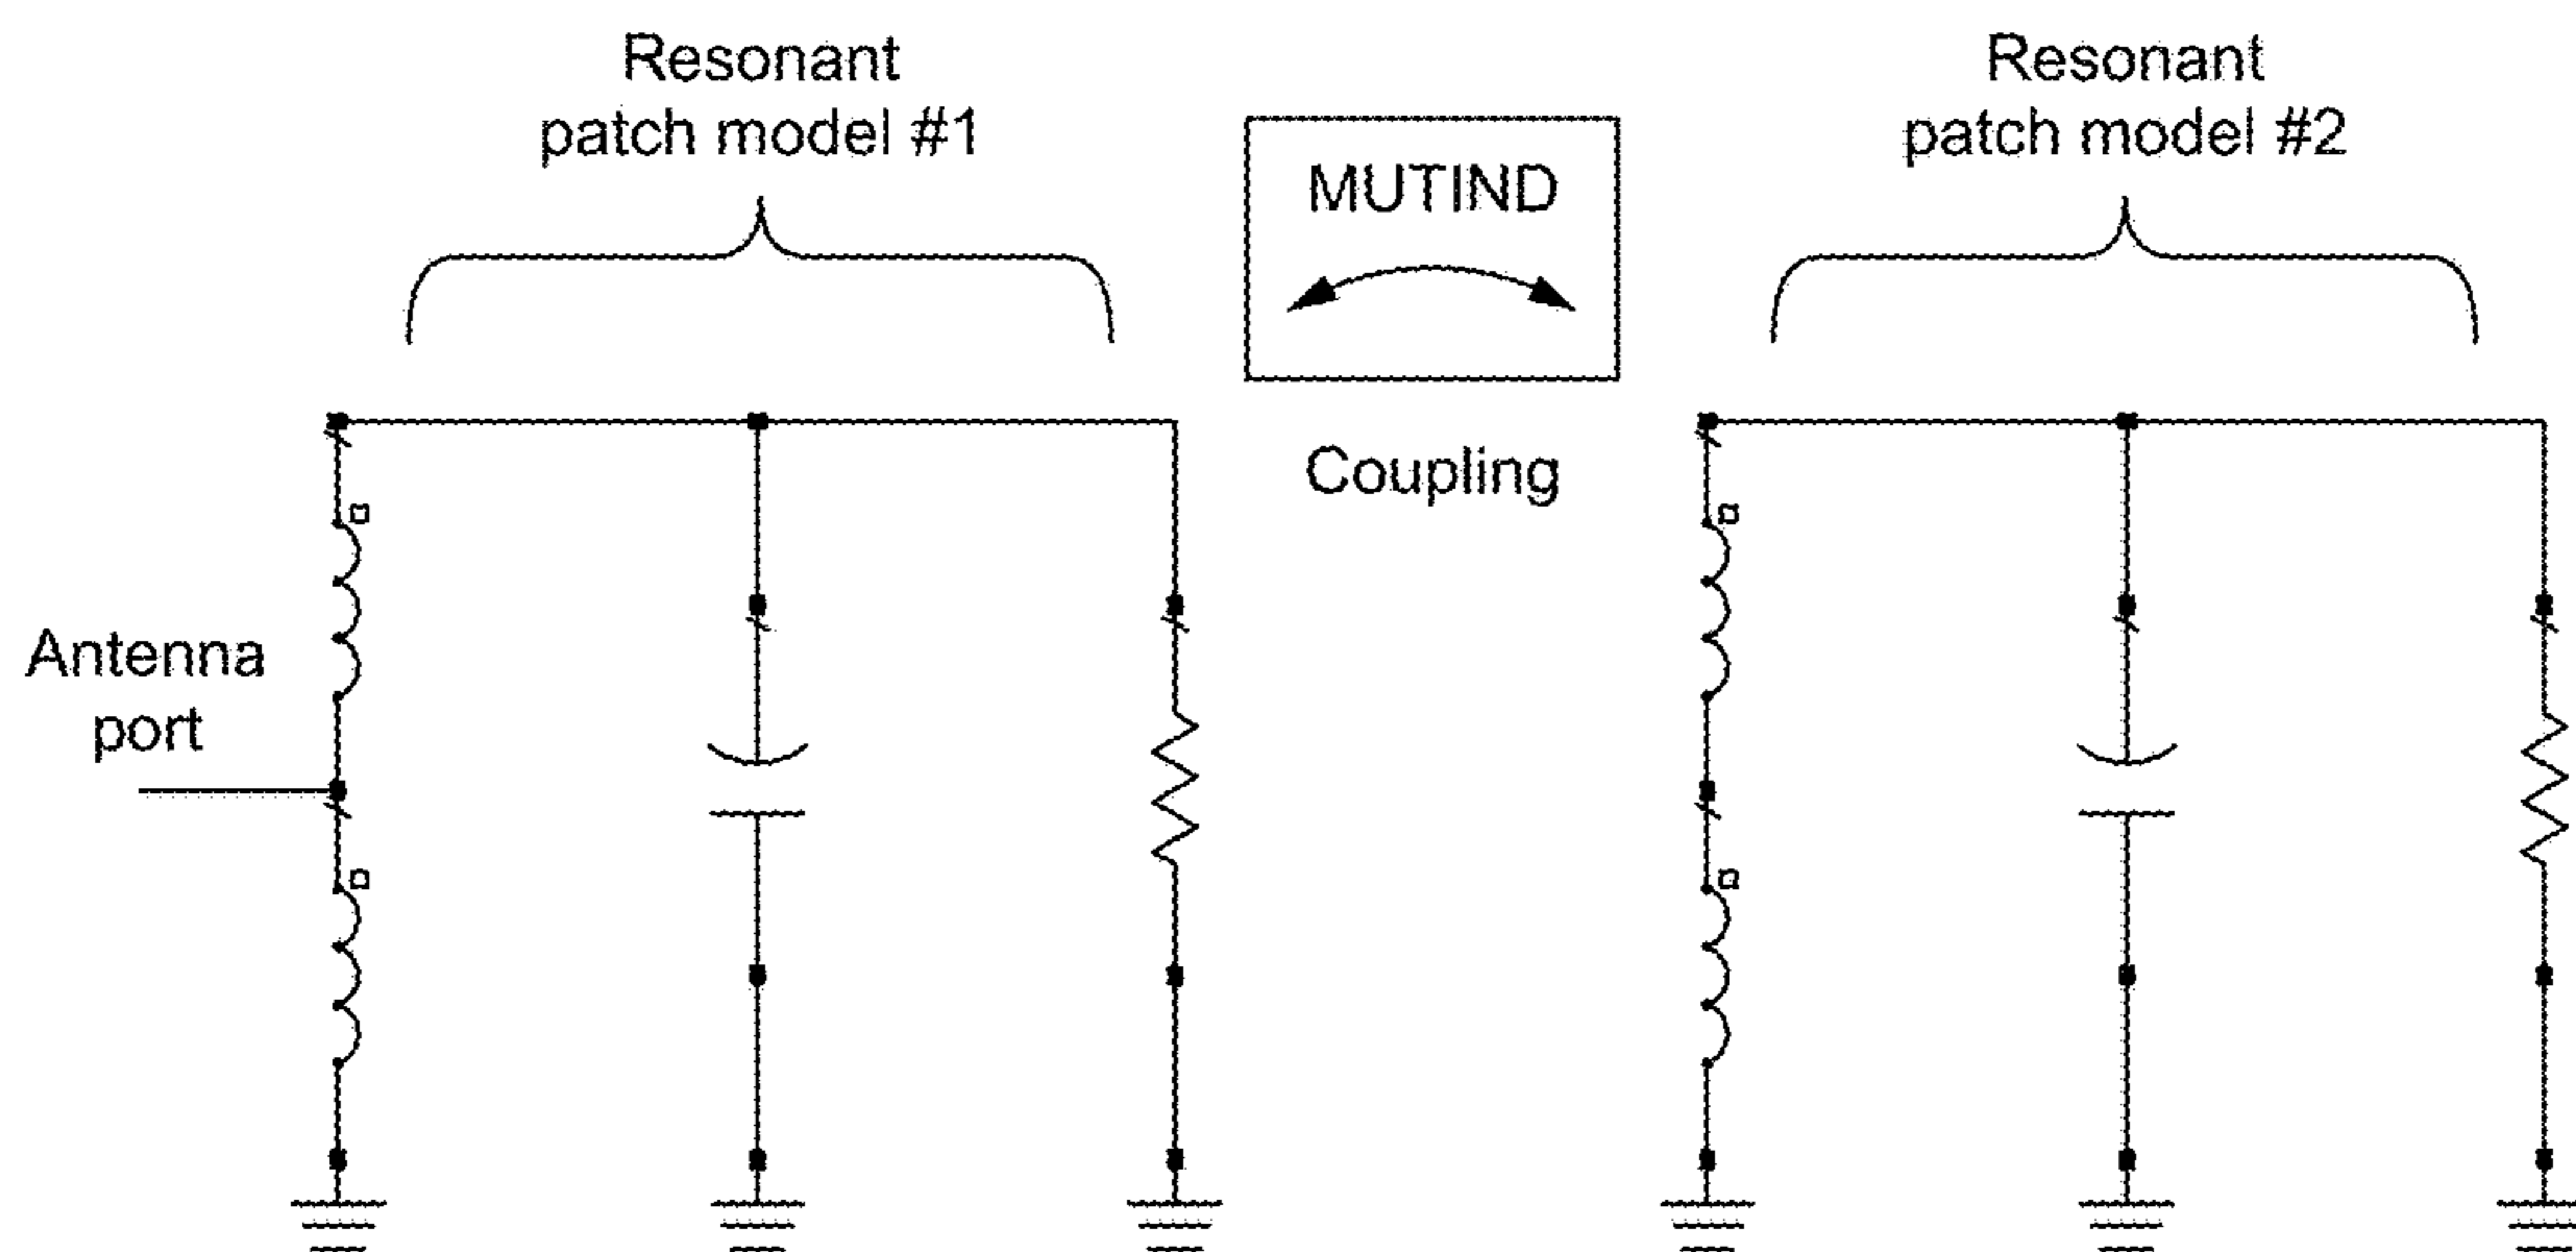 Resonant
patch model #1
MUTIND
Resonant
patch model #2
Coupling
Antenna
port